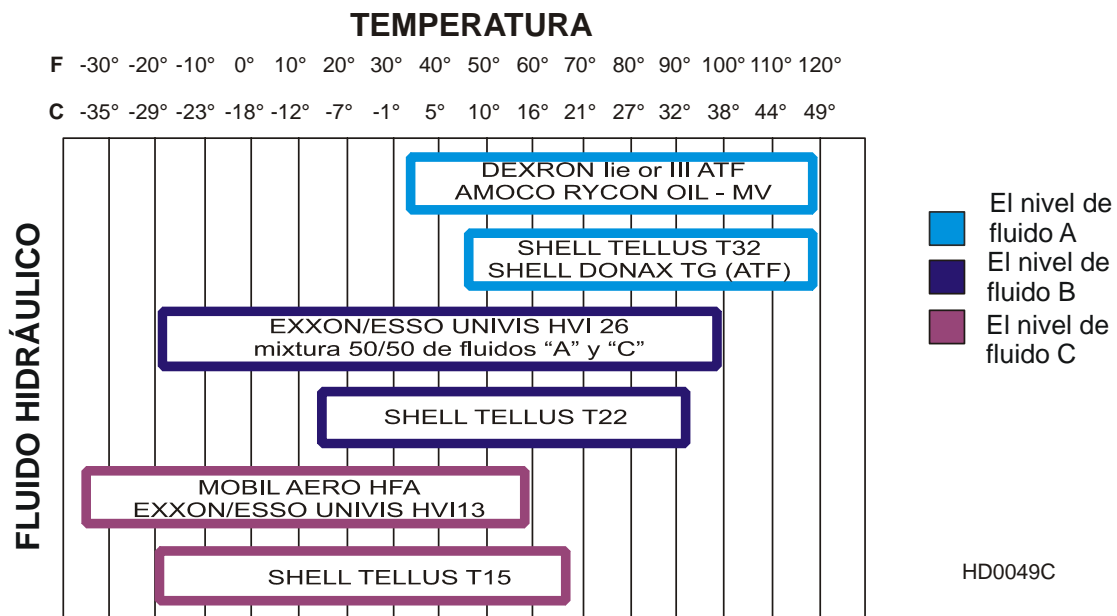 TEMPERATURA
F -30° -20° -10° 0° 10° 20° 30° 40° 50° 60° 70° 80° 90° 100° 110° 120°
C -35° -29° -23° -18° -12° -7° -1° 5° 10° 16° 21° 27° 32° 38° 44° 49°
FLUIDO HIDRÁULICO
DEXRON Iie or III ATF
AMOCO RYCON OIL - MV
SHELL TELLUS T32
SHELL DONAX TG (ATF)
EXXON/ESSO UNIVIS HVI 26
mixtura 50/50 de fluidos “A” y “C”
SHELL TELLUS T22
MOBIL AERO HFA
EXXON/ESSO UNIVIS HVI13
SHELL TELLUS T15
El nivel de
fluido A
El nivel de
fluido B
El nivel de
fluido C
HD0049C